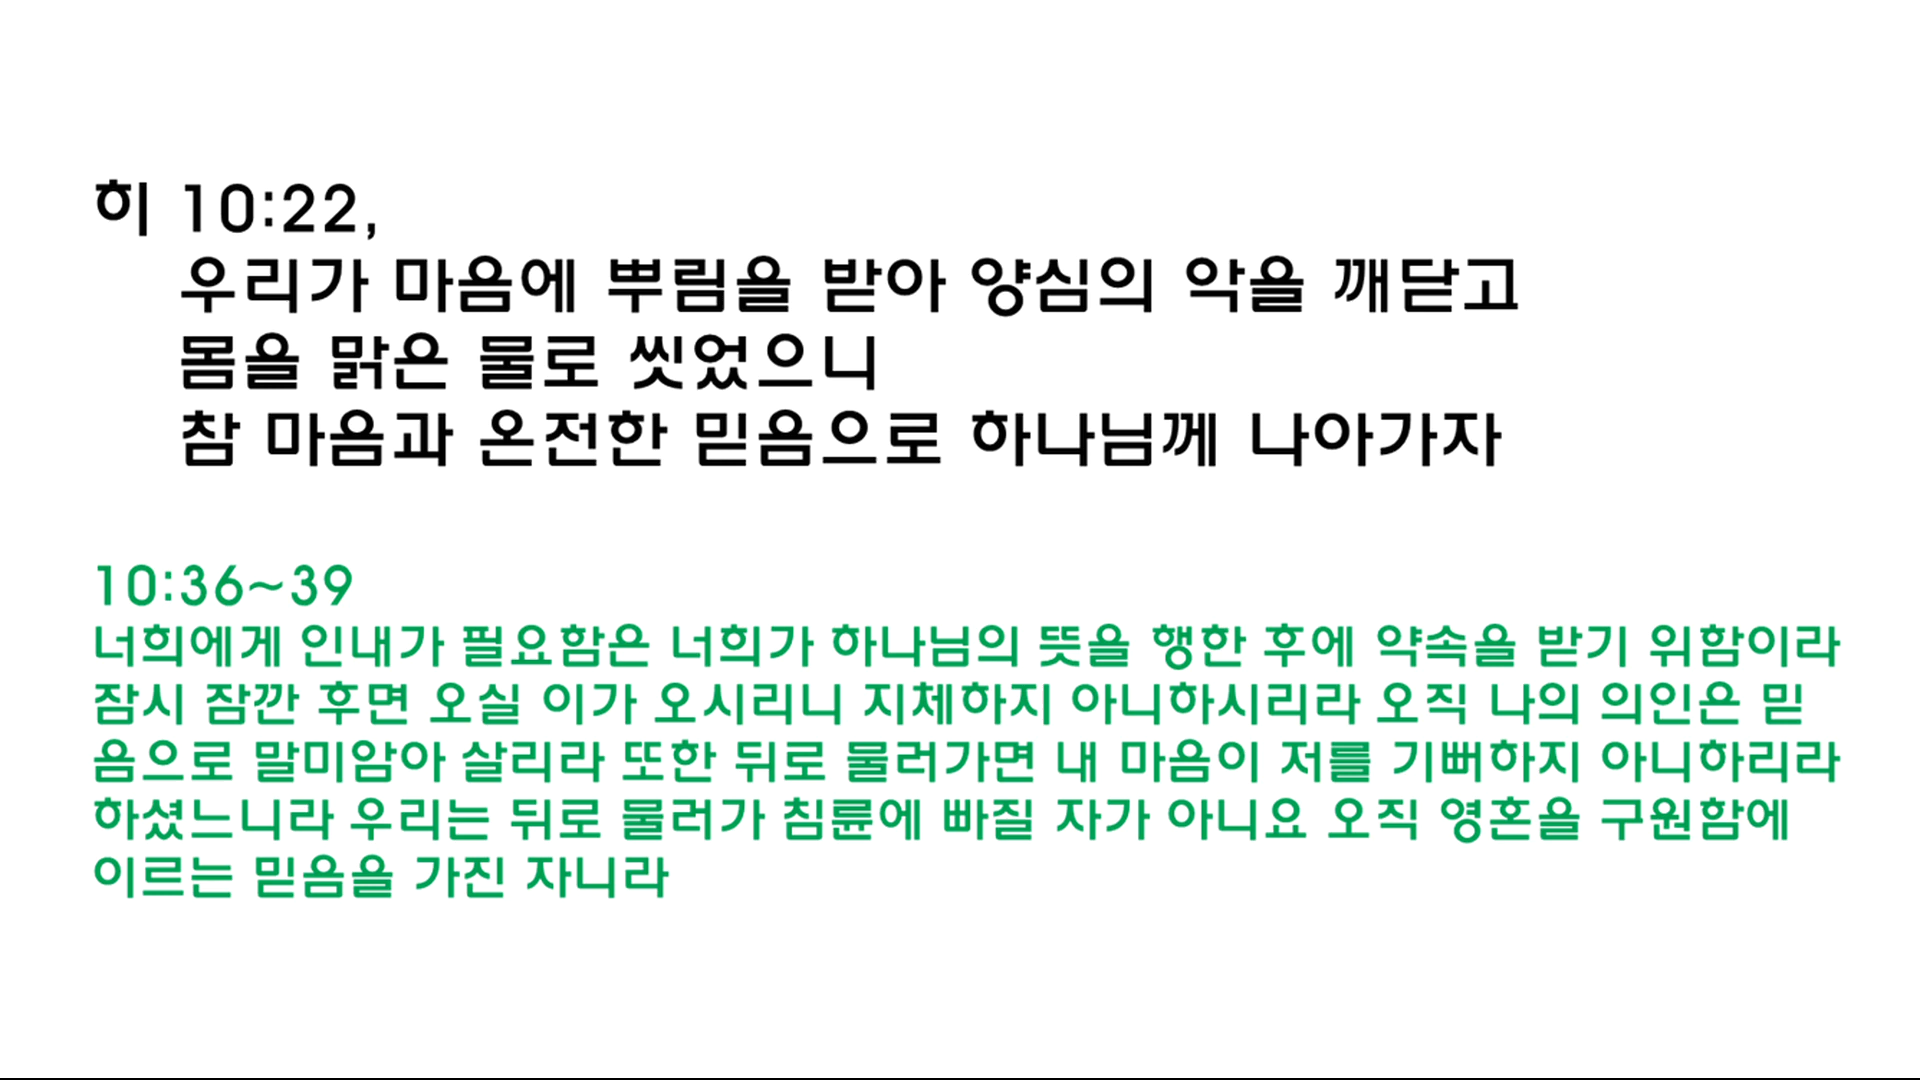 히 10:22,
우리가 마음에 뿌림을 받아 양심의 악을 깨닫고
몸을 맑은 물로 씻었으니
참 마음과 온전한 믿음으로 하나님께 나아가자
10:36~39
너희에게 인내가 필요함은 너희가 하나님의 뜻을 행한 후에 약속을 받기 위함이라
잠시 잠깐 후면 오실 이가 오시리니 지체하지 아니하시리라 오직 나의 의인은 믿
음으로 말미암아 살리라 또한 뒤로 물러가면 내 마음이 저를 기뻐하지 아니하리라
하셨느니라 우리는 뒤로 물러가 침륜에 빠질 자가 아니요 오직 영혼을 구원함에
이르는 믿음을 가진 자니라